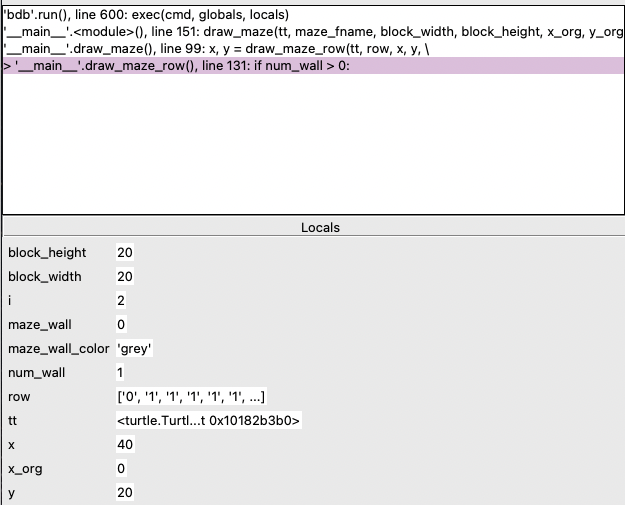 'bdb'.run(), line 600: exec(cmd, globals, locals)
'__main__'.<module>(), line 151: draw_maze(tt, maze_fname, block_width, block_height, x_org, y_org
'__main__'.draw_maze(), line 99: x, y = draw_maze_row(tt, row, x, y, \
> '__main__'.draw_maze_row(), line 131: if num_wall > 0:
Locals
block_height 20
block_width 20
i 2
maze_wall 0
maze_wall_color 'grey'
num_wall 1
row ['0', '1', '1', '1', '1', '1', ...]
tt <turtle.Turtl...t 0x10182b3b0>
x 40
x_org 0
y 20